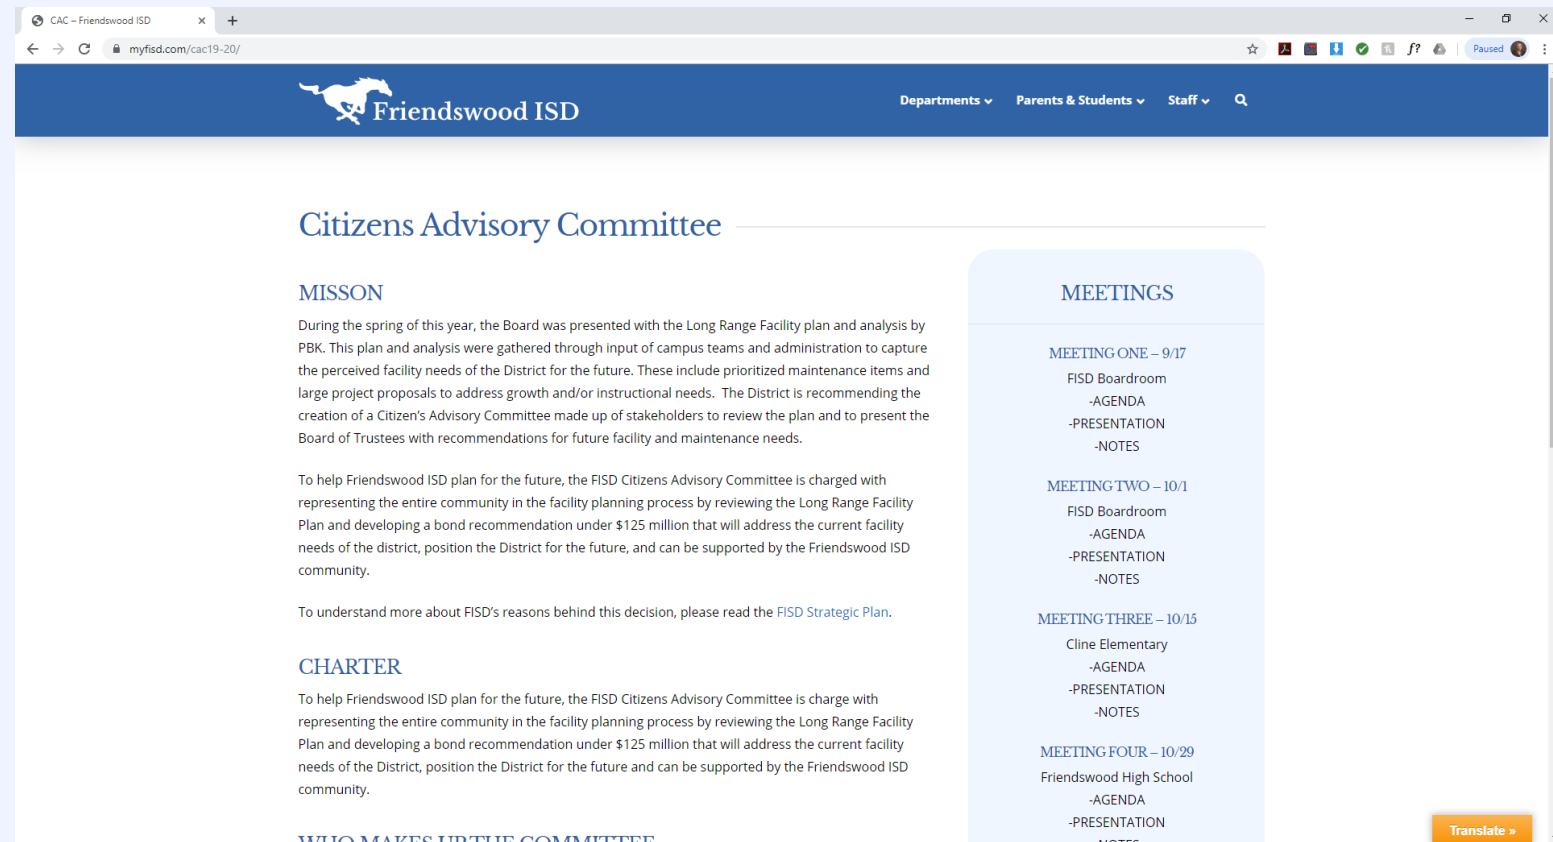 CAC – Friendswood ISD
myfisd.com/cac19-20/
f?
Paused
Friendswood ISD
Departments
Parents & Students
Staff
Citizens Advisory Committee
MISSON
During the spring of this year, the Board was presented with the Long Range Facility plan and analysis by
PBK. This plan and analysis were gathered through input of campus teams and administration to capture
the perceived facility needs of the District for the future. These include prioritized maintenance items and
large project proposals to address growth and/or instructional needs.  The District is recommending the
creation of a Citizen's Advisory Committee made up of stakeholders to review the plan and to present the
Board of Trustees with recommendations for future facility and maintenance needs.
To help Friendswood ISD plan for the future, the FISD Citizens Advisory Committee is charged with
representing the entire community in the facility planning process by reviewing the Long Range Facility
Plan and developing a bond recommendation under $125 million that will address the current facility
needs of the district, position the District for the future, and can be supported by the Friendswood ISD
community.
To understand more about FISD's reasons behind this decision, please read the FISD Strategic Plan.
CHARTER
To help Friendswood ISD plan for the future, the FISD Citizens Advisory Committee is charge with
representing the entire community in the facility planning process by reviewing the Long Range Facility
Plan and developing a bond recommendation under $125 million that will address the current facility
needs of the District, position the District for the future and can be supported by the Friendswood ISD
community.
WHO MAKES UP THE COMMITTEE
MEETINGS
MEETING ONE – 9/17
FISD Boardroom
-AGENDA
-PRESENTATION
-NOTES
MEETING TWO – 10/1
FISD Boardroom
-AGENDA
-PRESENTATION
-NOTES
MEETING THREE – 10/15
Cline Elementary
-AGENDA
-PRESENTATION
-NOTES
MEETING FOUR – 10/29
Friendswood High School
-AGENDA
-PRESENTATION
-NOTES
Translate »